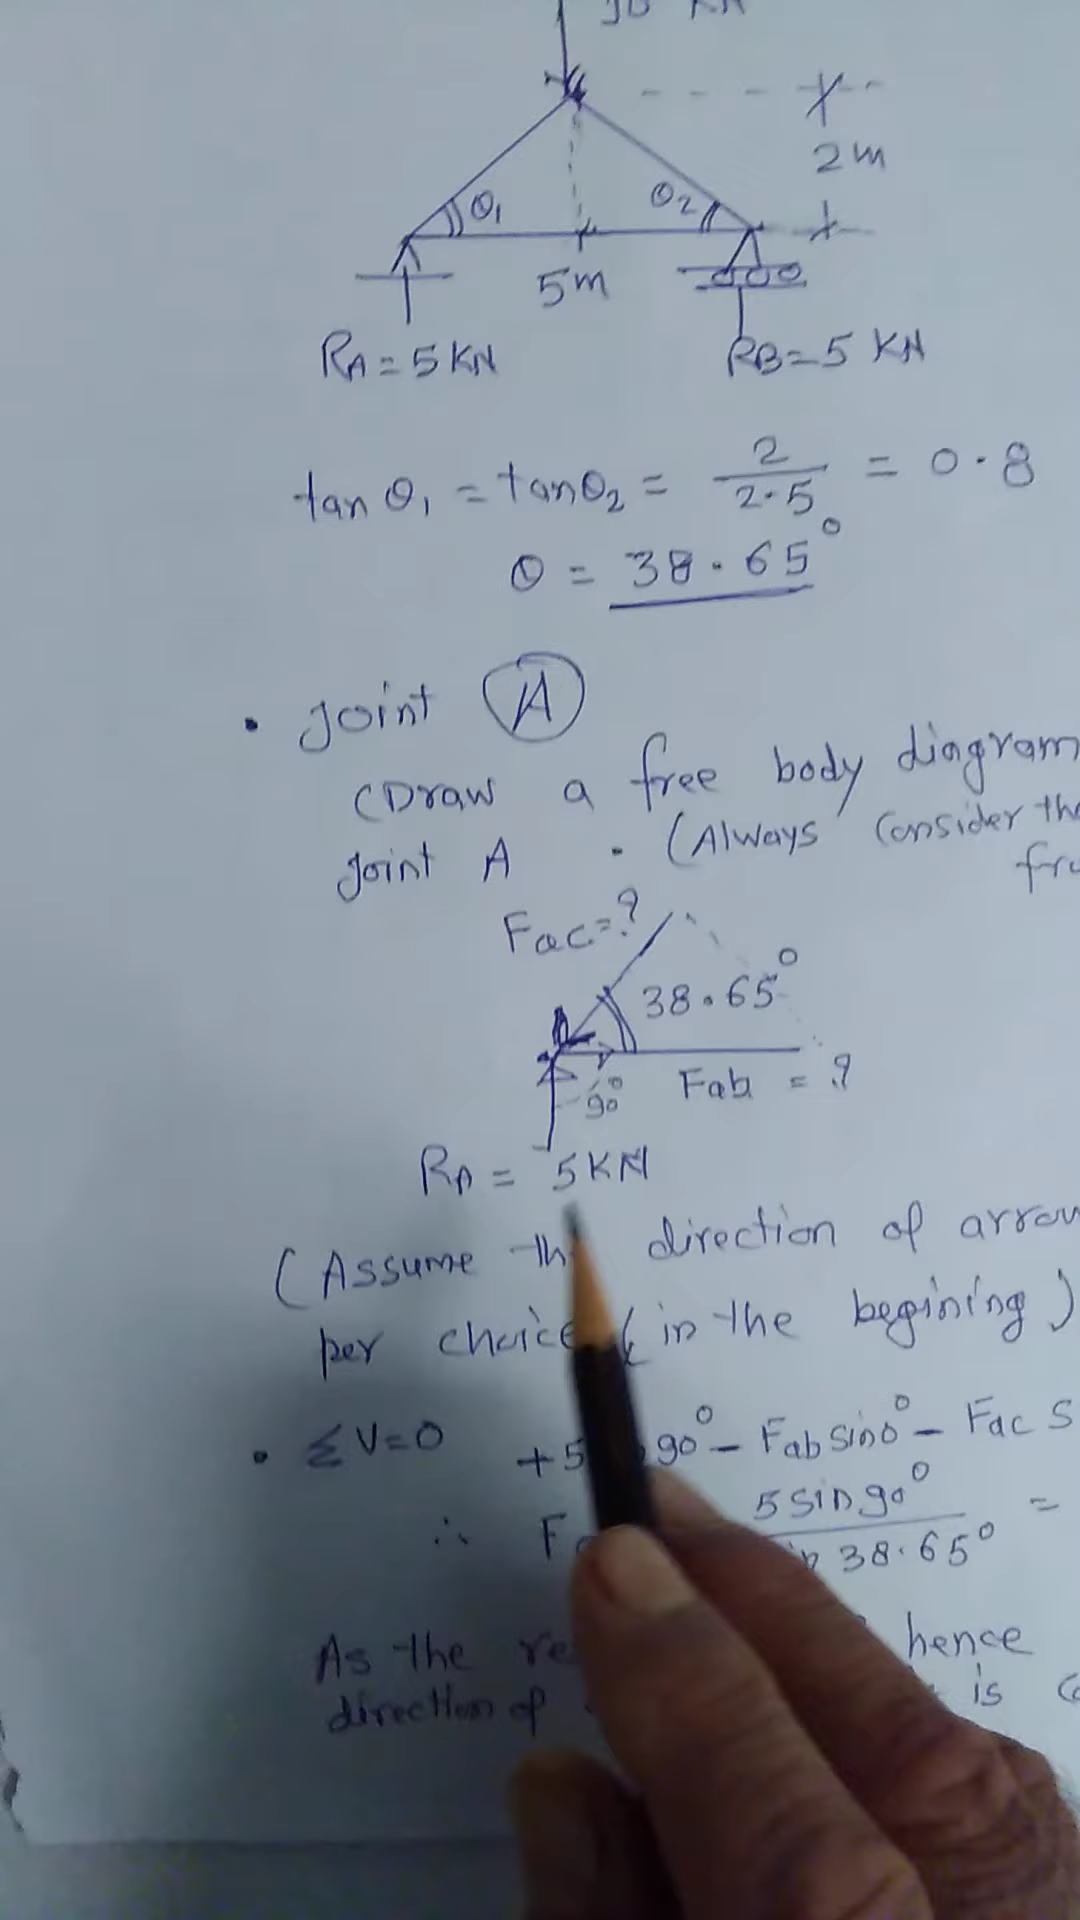 KN
2m
θ1 θ2
5m
RA = 5 KN RB = 5 KN
tan θ1 = tan θ2 = 2/2.5 = 0.8
θ = 38.65°
• Joint A
(Draw a free body diagram
Joint A . (Always consider the
Fac = ?
38.65°
90° Fab = ?
RA = 5KN
(Assume the direction of arrow
per choice (in the begining)
• ΣV=0 +5 90° - Fab sin0° - Fac S
∴ F 5 sin 90° / 38.65° =
As the hence
direction of is